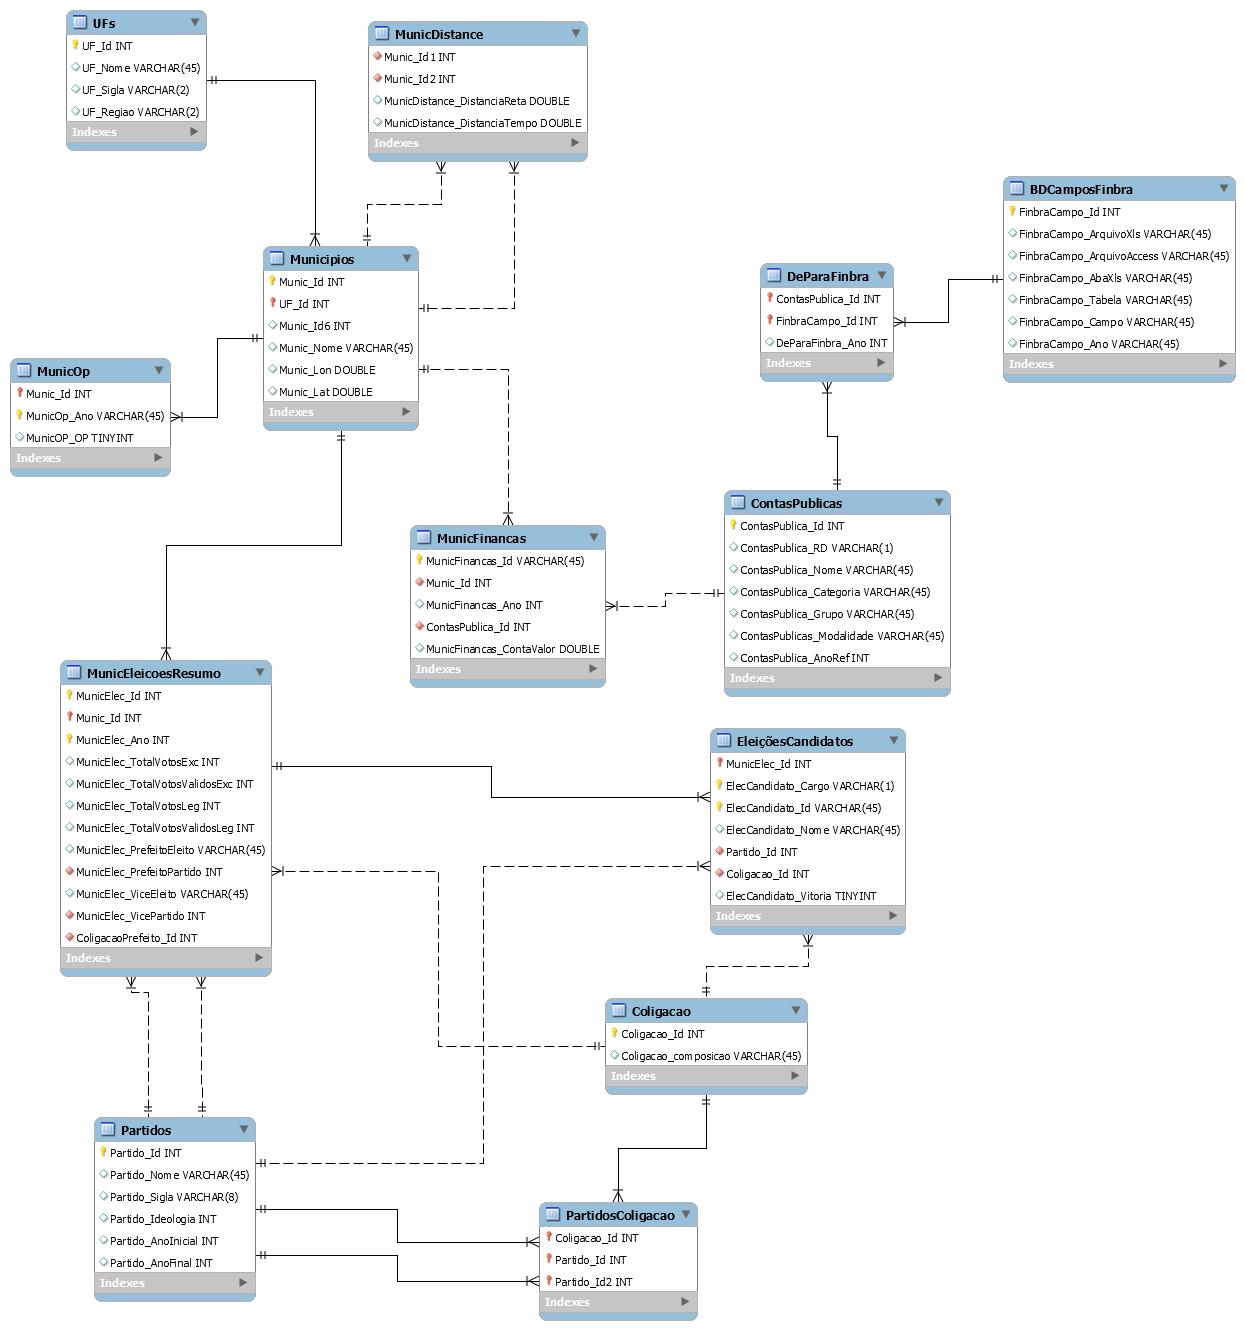 UFs
UF_Id INT
UF_Nome VARCHAR(45)
UF_Sigla VARCHAR(2)
UF_Regiao VARCHAR(2)
Indexes
MunicDistance
Munic_Id1 INT
Munic_Id2 INT
MunicDistance_DistanciaReta DOUBLE
MunicDistance_DistanciaTempo DOUBLE
Indexes
BDCamposFinbra
FinbraCampo_Id INT
FinbraCampo_ArquivoXls VARCHAR(45)
FinbraCampo_ArquivoAccess VARCHAR(45)
FinbraCampo_AbaXls VARCHAR(45)
FinbraCampo_Tabela VARCHAR(45)
FinbraCampo_Campo VARCHAR(45)
FinbraCampo_Ano VARCHAR(45)
Indexes
Municipios
Munic_Id INT
UF_Id INT
Munic_Id6 INT
Munic_Nome VARCHAR(45)
Munic_Lon DOUBLE
Munic_Lat DOUBLE
Indexes
DeParaFinbra
ContasPublica_Id INT
FinbraCampo_Id INT
DeParaFinbra_Ano INT
Indexes
MunicOp
Munic_Id INT
MunicOp_Ano VARCHAR(45)
MunicOP_OP TINYINT
Indexes
ContasPublicas
ContasPublica_Id INT
ContasPublica_RD VARCHAR(1)
ContasPublica_Nome VARCHAR(45)
ContasPublica_Categoria VARCHAR(45)
ContasPublica_Grupo VARCHAR(45)
ContasPublicas_Modalidade VARCHAR(45)
ContasPublica_AnoRef INT
Indexes
MunicFinancas
MunicFinancas_Id VARCHAR(45)
Munic_Id INT
MunicFinancas_Ano INT
ContasPublica_Id INT
MunicFinancas_ContaValor DOUBLE
Indexes
MunicEleicoesResumo
MunicElec_Id INT
Munic_Id INT
MunicElec_Ano INT
MunicElec_TotalVotosExc INT
MunicElec_TotalVotosValidosExc INT
MunicElec_TotalVotosLeg INT
MunicElec_TotalVotosValidosLeg INT
MunicElec_PrefeitoEleito VARCHAR(45)
MunicElec_PrefeitoPartido INT
MunicElec_ViceEleito VARCHAR(45)
MunicElec_VicePartido INT
ColigacaoPrefeito_Id INT
Indexes
EleiçõesCandidatos
MunicElec_Id INT
ElecCandidato_Cargo VARCHAR(1)
ElecCandidato_Id VARCHAR(45)
ElecCandidato_Nome VARCHAR(45)
Partido_Id INT
Coligacao_Id INT
ElecCandidato_Vitoria TINYINT
Indexes
Coligacao
Coligacao_Id INT
Coligacao_composicao VARCHAR(45)
Indexes
Partidos
Partido_Id INT
Partido_Nome VARCHAR(45)
Partido_Sigla VARCHAR(8)
Partido_Ideologia INT
Partido_AnoInicial INT
Partido_AnoFinal INT
Indexes
PartidosColigacao
Coligacao_Id INT
Partido_Id INT
Partido_Id2 INT
Indexes